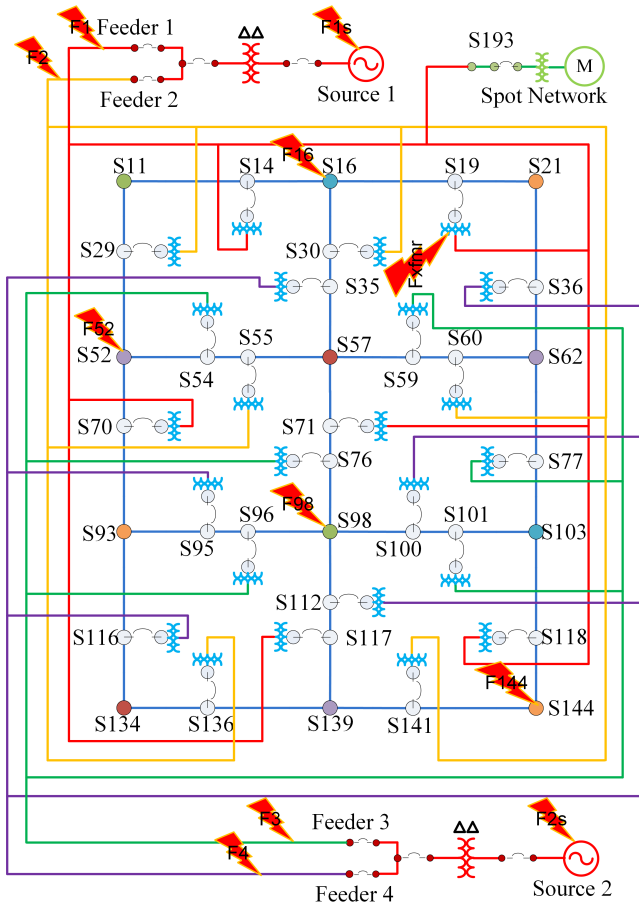 F1 Feeder 1 ΔΔ F1s
F2 S193
M
Feeder 2 Source 1 Spot Network
S11 S14 F16 S16 S19 S21
S29 S30
Fxfmr
S35 S36
F52 S55 S60
S52 S57 S62
S54 S59
S70 S71
S76 S77
S96 F98 S98 S101
S93 S103
S95 S100
S112
S116 S117 S118
F144
S134 S136 S139 S141 S144
F3 Feeder 3 ΔΔ F2s
F4
Feeder 4 Source 2